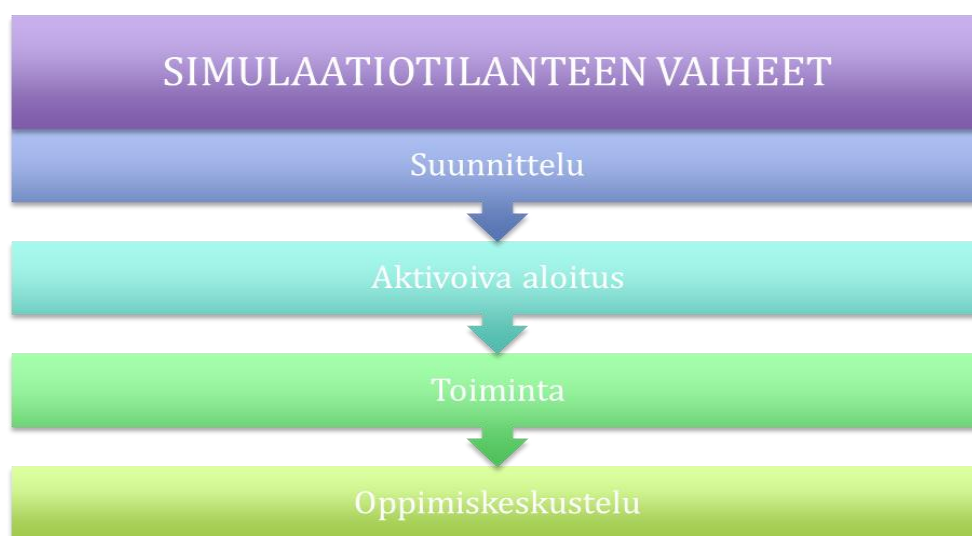 SIMULAATIOTILANTEEN VAIHEET
Suunnittelu
Aktivoiva aloitus
Toiminta
Oppimiskeskustelu